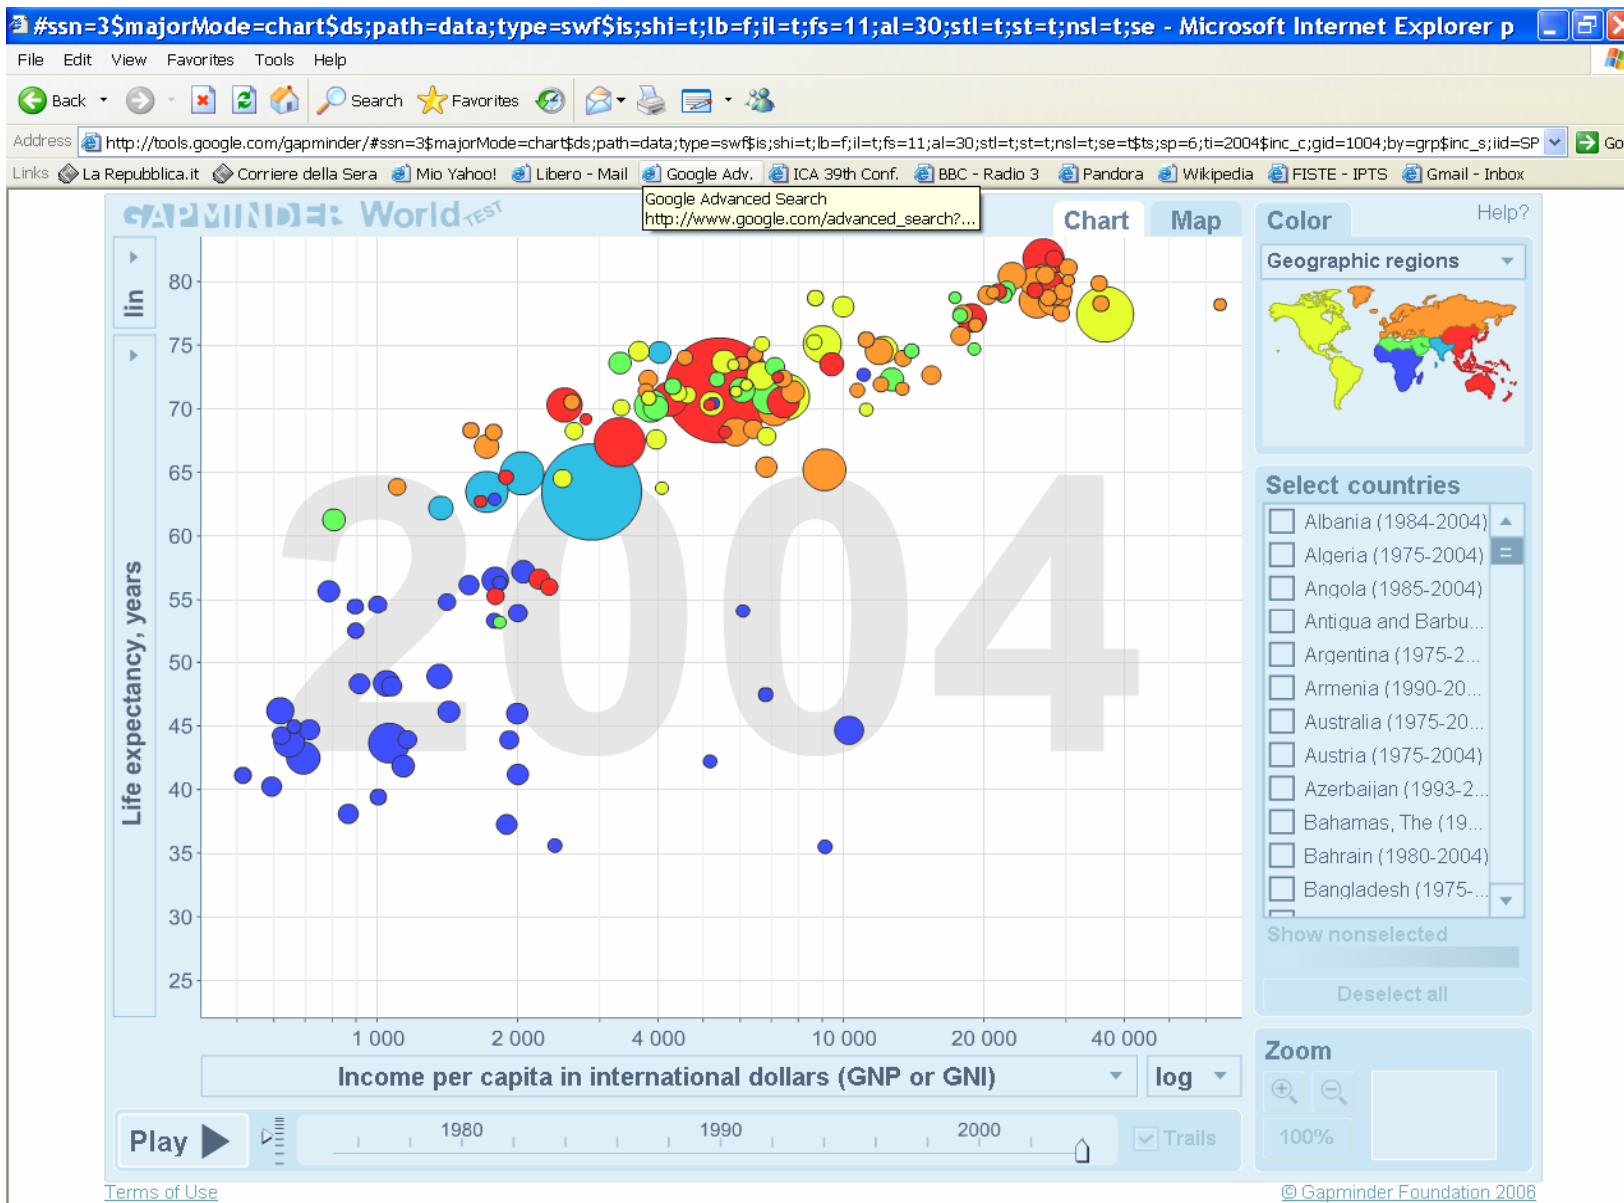 #ssn=3$majorMode=chart$ds;path=data;type=swf$is;shi=t;lb=f;il=t;fs=11;al=30;stl=t;st=t;nsl=t;se - Microsoft Internet Explorer p
File Edit View Favorites Tools Help
Back Search Favorites
Address http://tools.google.com/gapminder/#ssn=3$majorMode=chart$ds;path=data;type=swf$is;shi=t;lb=f;il=t;fs=11;al=30;stl=t;st=t;nsl=t;se=t$ts;sp=6;ti=2004$inc_c;gid=1004;by=grp$inc_s;iid=SP Go
Links La Repubblica.it Corriere della Sera Mio Yahoo! Libero - Mail Google Adv. ICA 39th Conf. BBC - Radio 3 Pandora Wikipedia FISTE - IPTS Gmail - Inbox
Google Advanced Search
http://www.google.com/advanced_search?...
GAPMINDER World TEST
Chart Map
Color
Help?
Geographic regions
lin
Life expectancy, years
80
75
70
65
60
55
50
45
40
35
30
25
2004
1 000 2 000 4 000 10 000 20 000 40 000
Income per capita in international dollars (GNP or GNI)
log
Select countries
Albania (1984-2004)
Algeria (1975-2004)
Angola (1985-2004)
Antigua and Barbu...
Argentina (1975-2...
Armenia (1990-20...
Australia (1975-20...
Austria (1975-2004)
Azerbaijan (1993-2...
Bahamas, The (19...
Bahrain (1980-2004)
Bangladesh (1975-...
Show nonselected
Deselect all
Zoom
100%
Play
1980 1990 2000
Trails
Terms of Use
© Gapminder Foundation 2006